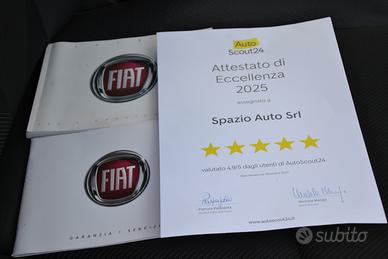 FIAT
FIAT
GARANZIA / SERVIZI
Auto
Scout24
Attestato di
Eccellenza
2025
assegnato a
Spazio Auto Srl
valutato 4.9/5 dagli utenti di AutoScout24
www.autoscout24.it
subito